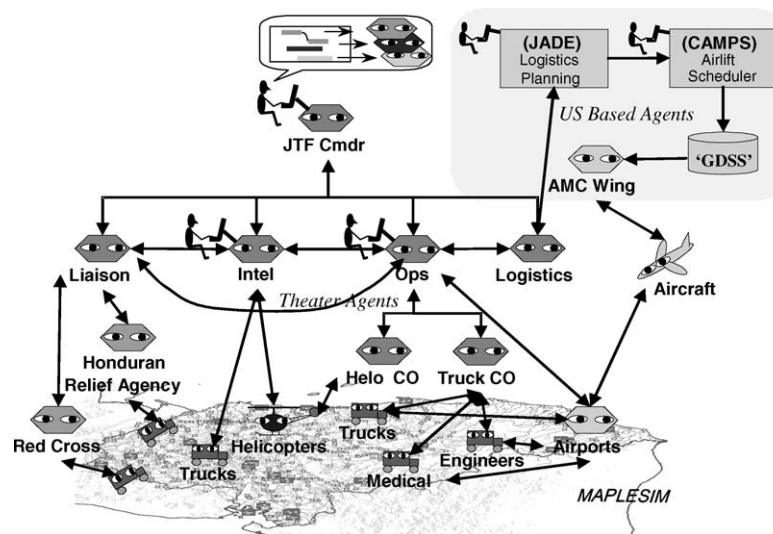 (JADE)
Logistics
Planning
(CAMPS)
Airlift
Scheduler
US Based Agents
'GDSS'
AMC Wing
JTF Cmdr
Liaison
Intel
Ops
Logistics
Aircraft
Theater Agents
Honduran
Relief Agency
Helo CO
Truck CO
Red Cross
Trucks
Helicopters
Trucks
Medical
Engineers
Airports
MAPLESIM